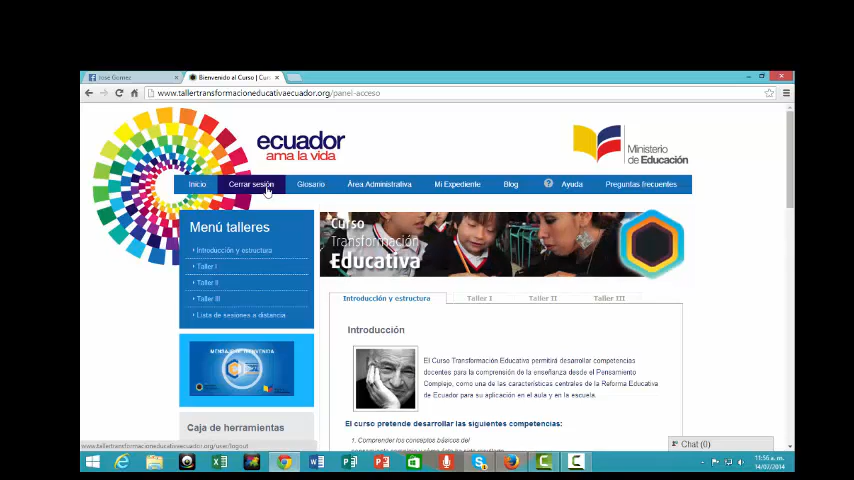 José Gomez
Bienvenido al Curso | Cur
www.tallertransformacioneducativaecuador.org/panel-acceso
ecuador
ama la vida
Ministerio
de Educación
Inicio
Cerrar sesión
Glosario
Área Administrativa
Mi Expediente
Blog
Ayuda
Preguntas frecuentes
Menú talleres
Introducción y estructura
Taller I
Taller II
Taller III
Lista de sesiones a distancia
Curso
Transformación
Educativa
Introducción y estructura
Taller I
Taller II
Taller III
Introducción
El Curso Transformación Educativa permitirá desarrollar competencias
docentes para la comprensión de la enseñanza desde el Pensamiento
Complejo, como una de las características centrales de la Reforma Educativa
de Ecuador para su aplicación en el aula y en la escuela.
El curso pretende desarrollar las siguientes competencias:
1. Comprender los conceptos básicos del
MENSAJE DE BIENVENIDA
Caja de herramientas
www.tallertransformacioneducativaecuador.org/user/logout
Chat (0)
11:56 a.m.
14/07/2014